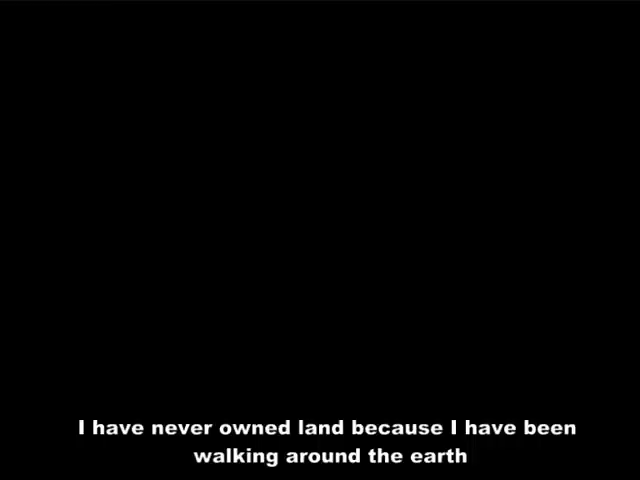 I have never owned land because I have been
walking around the earth